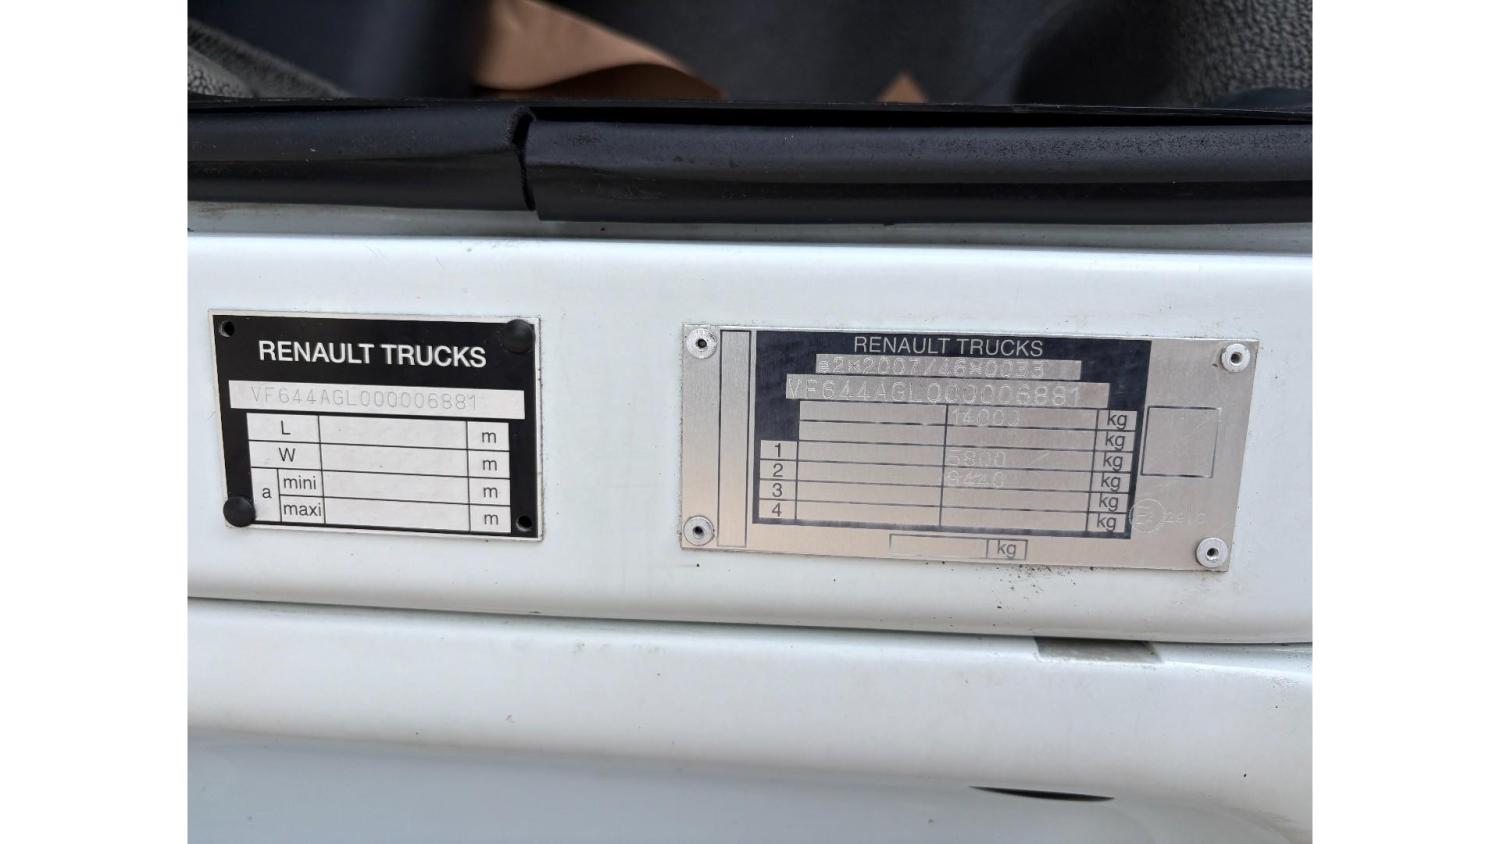 RENAULT TRUCKS
VF644AGL000006881
L m
W m
a mini m
maxi m
RENAULT TRUCKS
e2*2007/46*0033
VF644AGL000006881
14000 kg
kg
1 5800 kg
2 9420 kg
3 kg
4 kg
kg